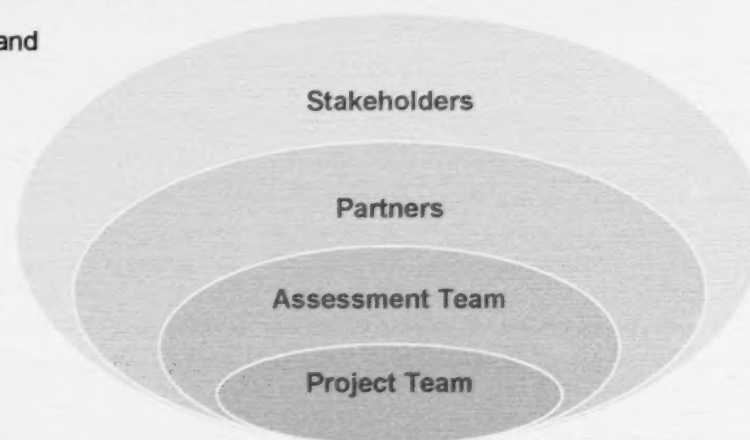 and
Stakeholders
Partners
Assessment Team
Project Team